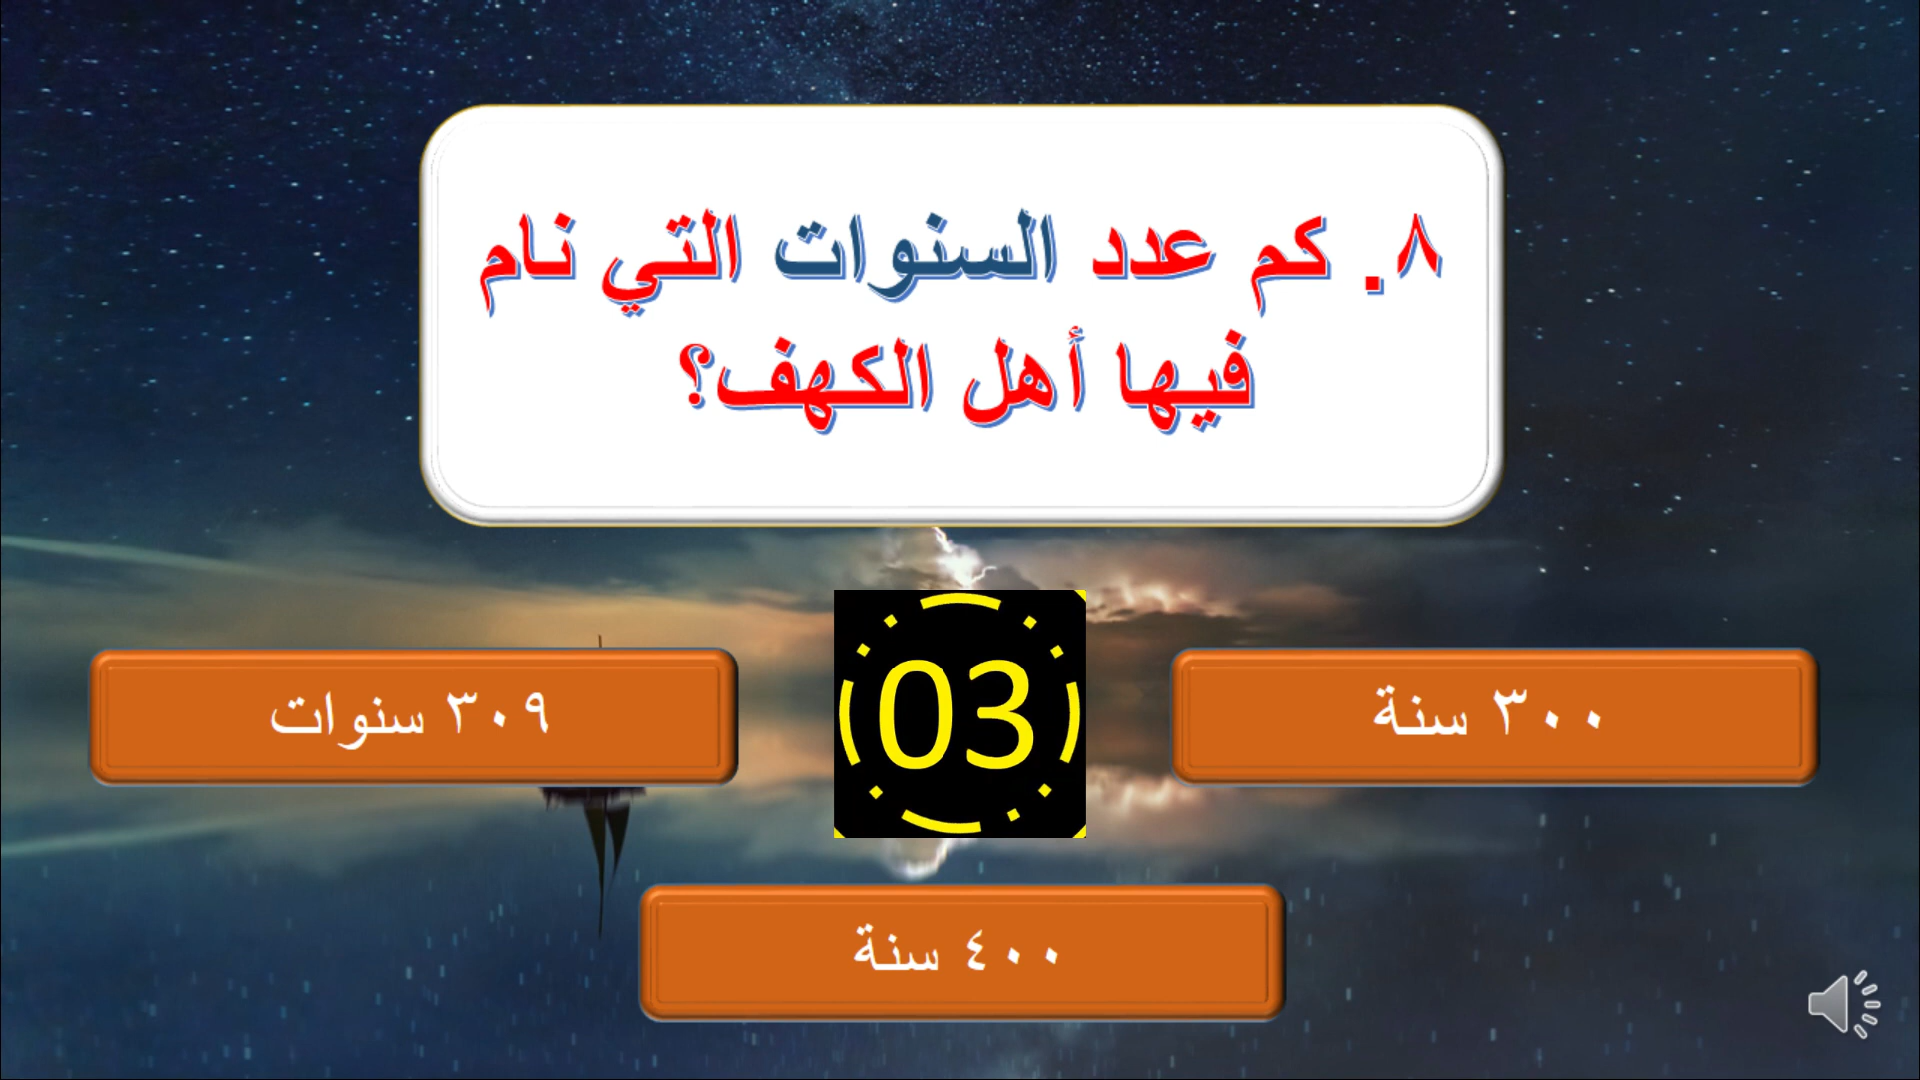 ٨. كم عدد السنوات التي نام
فيها أهل الكهف؟
٣٠٠ سنة
03
٣٠٩ سنوات
٤٠٠ سنة